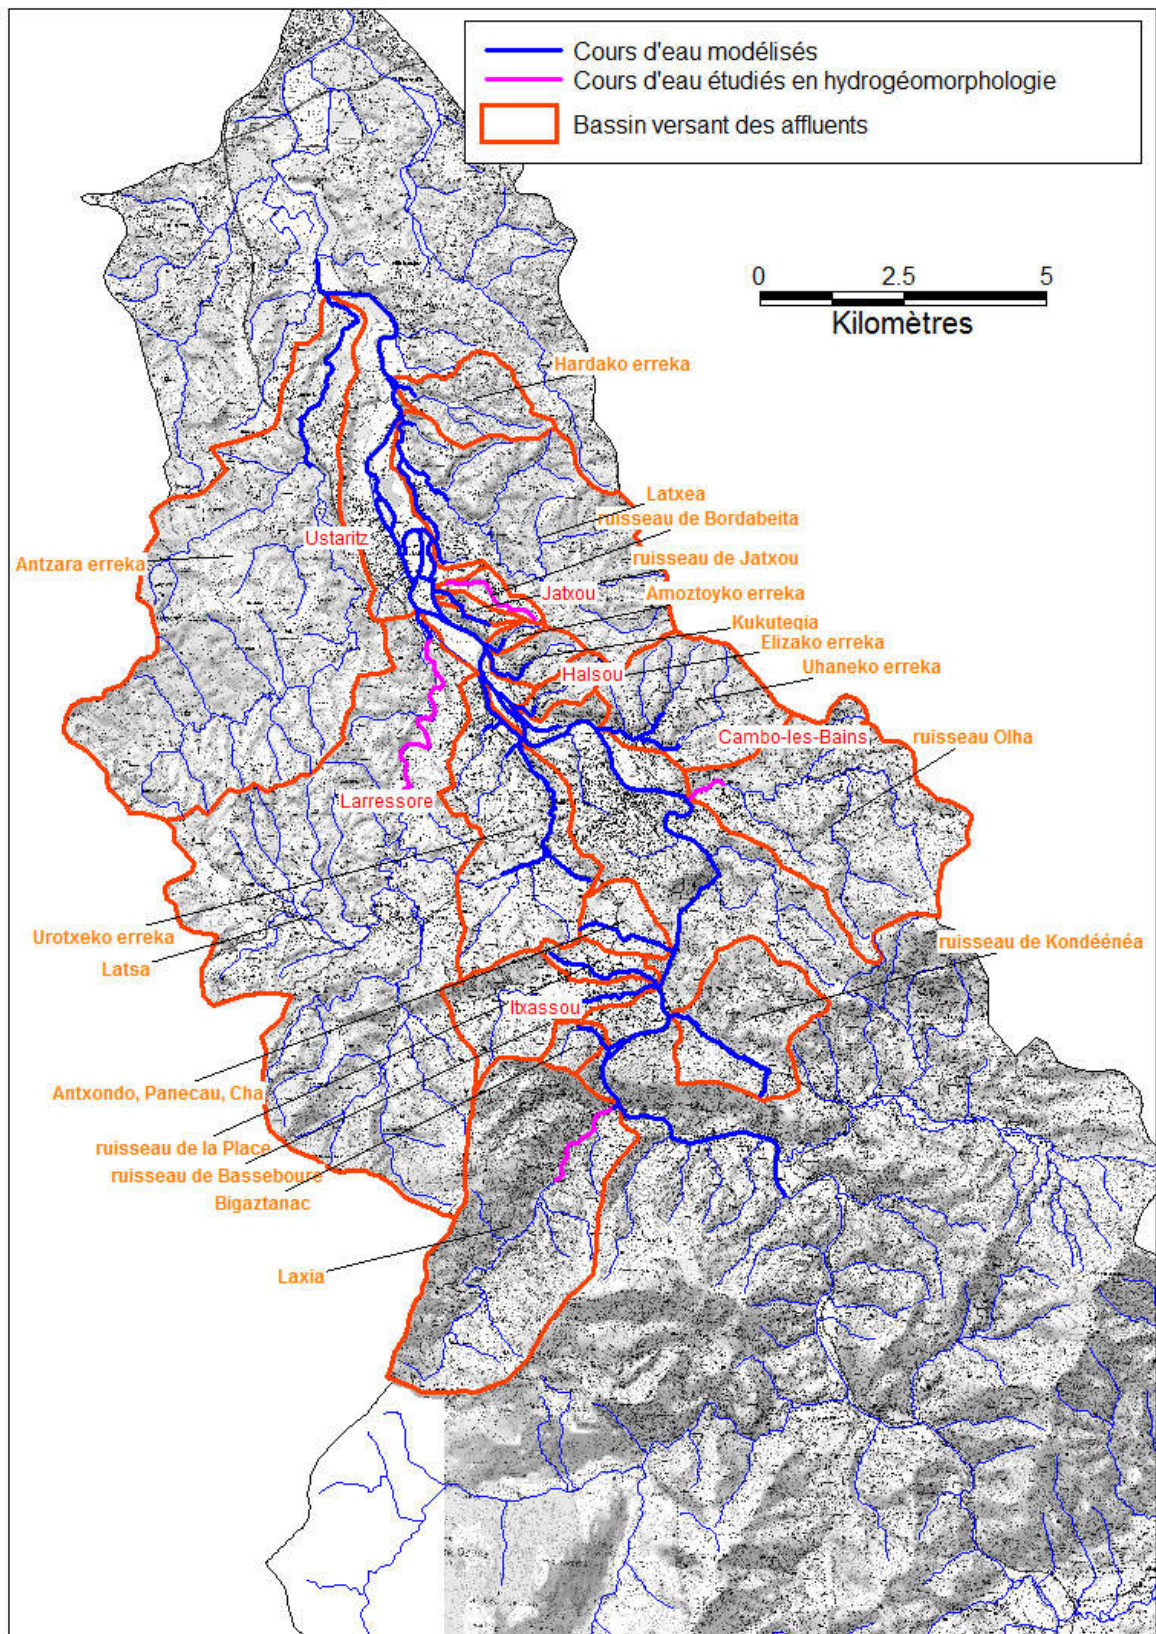 Cours d'eau modélisés
Cours d'eau étudiés en hydrogéomorphologie
Bassin versant des affluents
0 2.5 5
Kilomètres
Hardako erreka
Latxea
ruisseau de Bordabeita
Ustaritz
Antzara erreka
ruisseau de Jatxou
Jatxou
Amoztoyko erreka
Kukutegia
Elizako erreka
Halsou
Uhaneko erreka
Cambo-les-Bains
ruisseau Olha
Larressore
Urotxeko erreka
Latsa
ruisseau de Kondéénéa
Itxassou
Antxondo, Panecau, Cha
ruisseau de la Place
ruisseau de Basseboure
Bigaztanac
Laxia